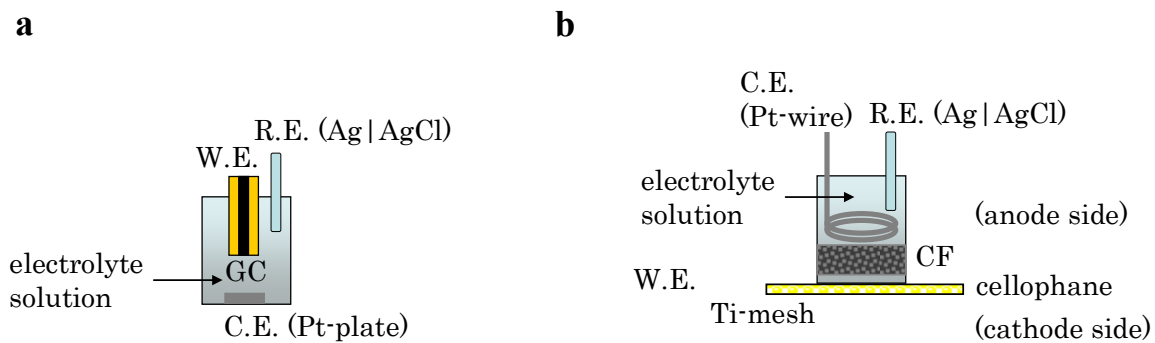 a
R.E. (Ag|AgCl)
W.E.
electrolyte
solution
GC
C.E. (Pt-plate)
b
C.E.
(Pt-wire)
R.E. (Ag|AgCl)
electrolyte
solution
(anode side)
CF
W.E.
cellophane
Ti-mesh
(cathode side)